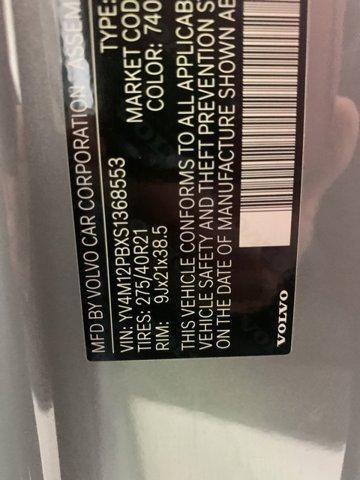 MFD BY VOLVO CAR CORPORATION ASSEM
TYPE:
VIN: YV4M12PBXS1368553
TIRES: 275/40R21
MARKET COD
RIM: 9Jx21x38.5
COLOR: 740
THIS VEHICLE CONFORMS TO ALL APPLICAB
VEHICLE SAFETY AND THEFT PREVENTION S
ON THE DATE OF MANUFACTURE SHOWN AB
VOLVO